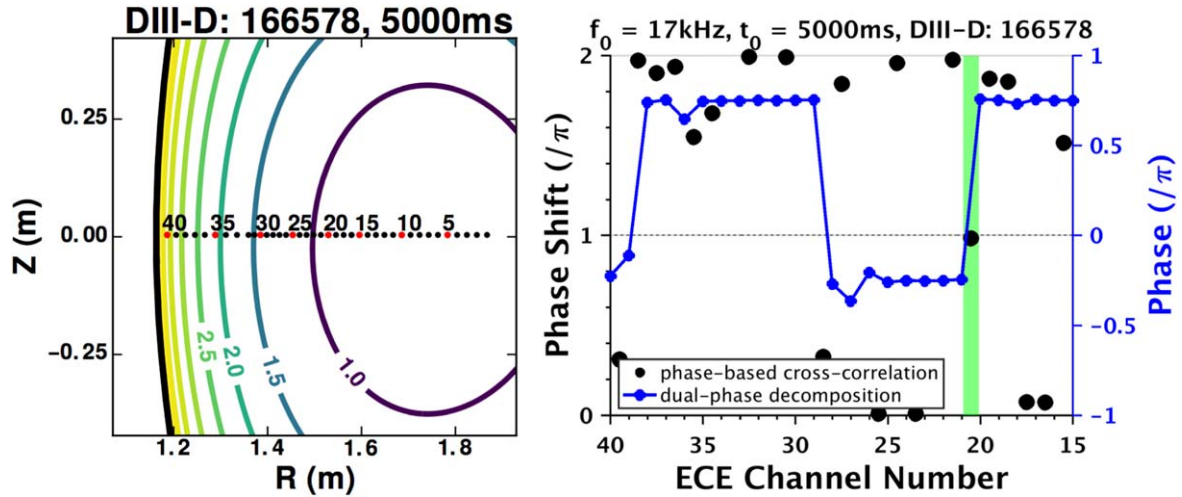 DIII-D: 166578, 5000ms
0.25
0.00
−0.25
Z (m)
40 35 30 25 20 15 10 5
2.5 2.0 1.5 1.0
1.2 1.4 1.6 1.8
R (m)
f0 = 17kHz, t0 = 5000ms, DIII-D: 166578
2
1
0
Phase Shift (/π)
1
0.5
0
−0.5
−1
Phase (/π)
phase-based cross-correlation
dual-phase decomposition
40 35 30 25 20 15
ECE Channel Number